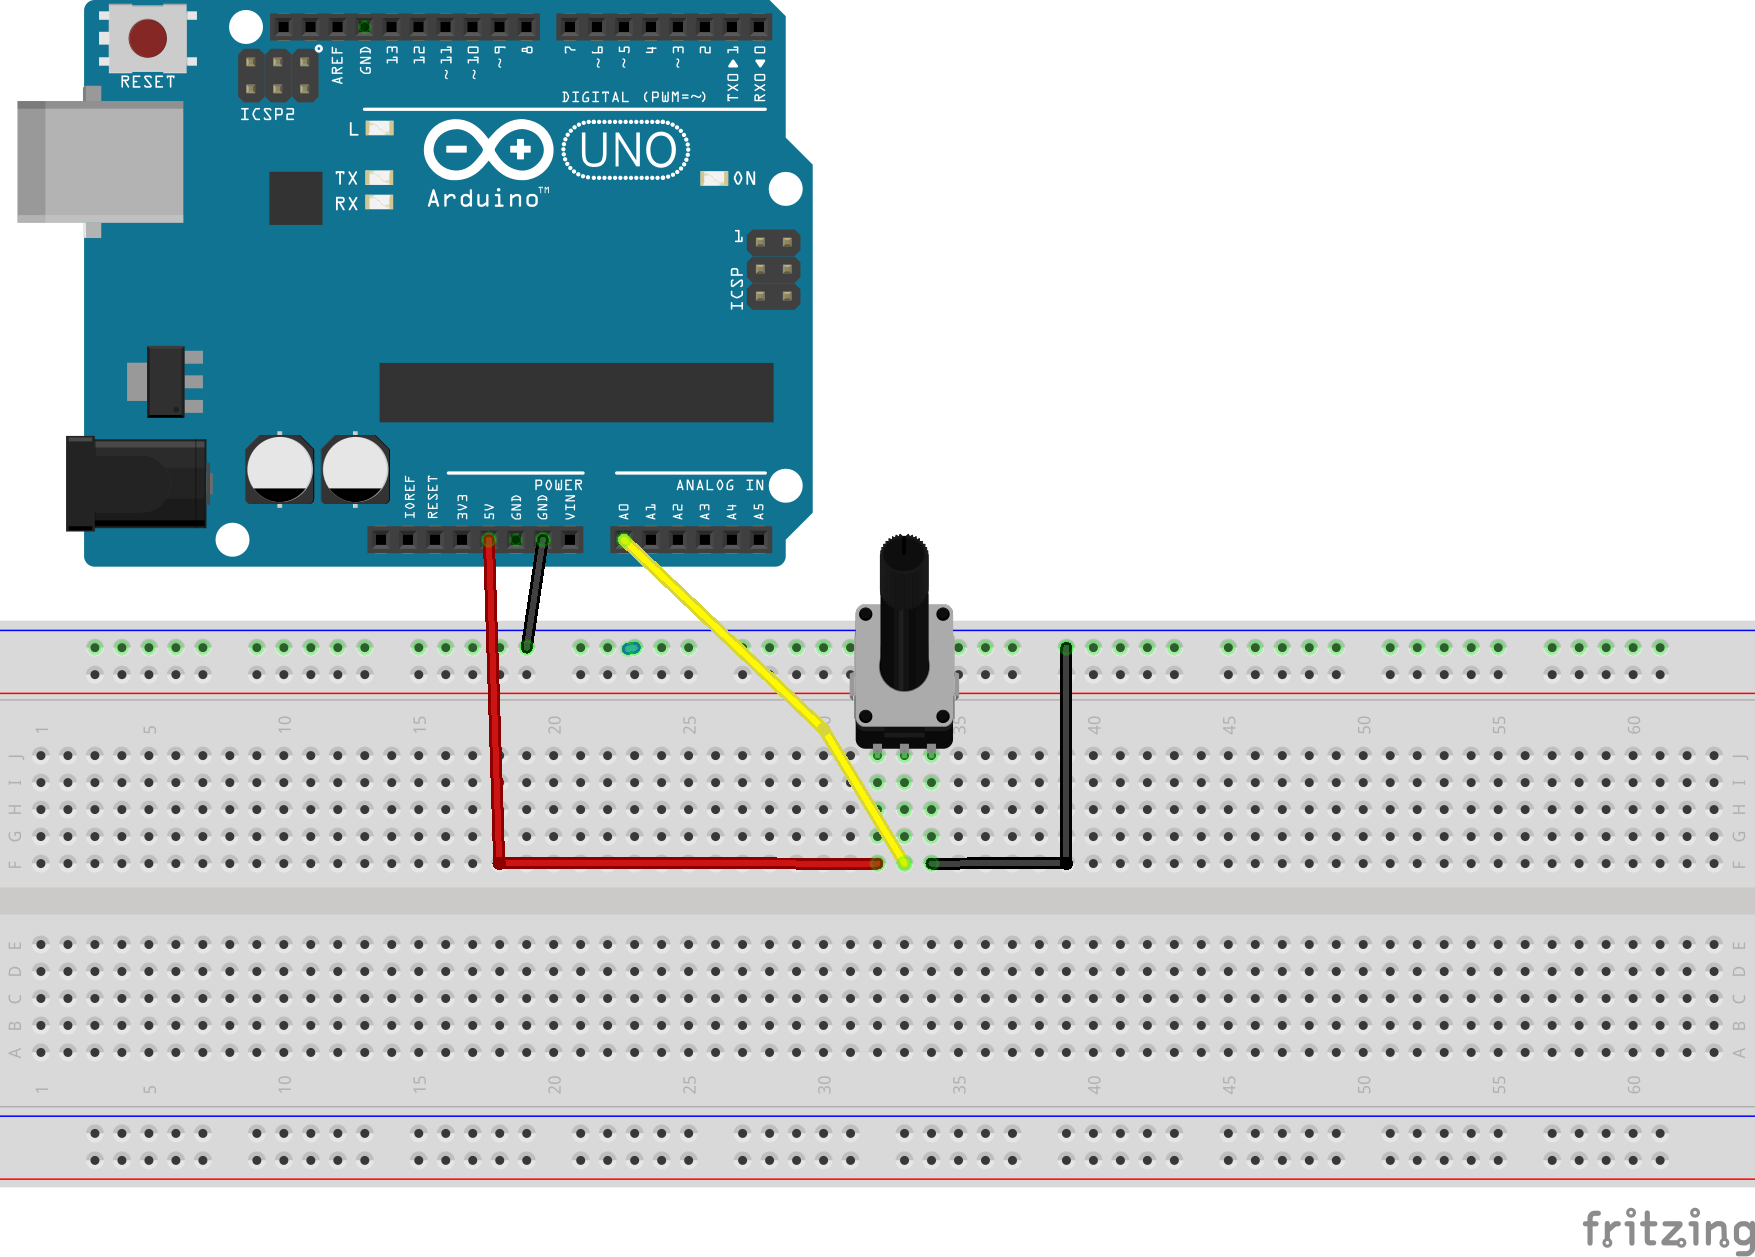 RESET
ICSP2
AREF
GND
13
12
~11
~10
~9
8
7
~6
~5
4
~3
2
TX0 ▶ 1
RX0 ◀ 0
DIGITAL (PWM=~)
L
TX
RX
UNO
ON
Arduino™
1
ICSP
POWER
ANALOG IN
IOREF
RESET
3V3
5V
GND
GND
VIN
A0
A1
A2
A3
A4
A5
1 5 10 15 20 25 35 40 45 50 55 60
J J
I I
H H
G G
F F
E E
D D
C C
B B
A A
1 5 10 15 20 25 30 35 40 45 50 55 60
fritzing